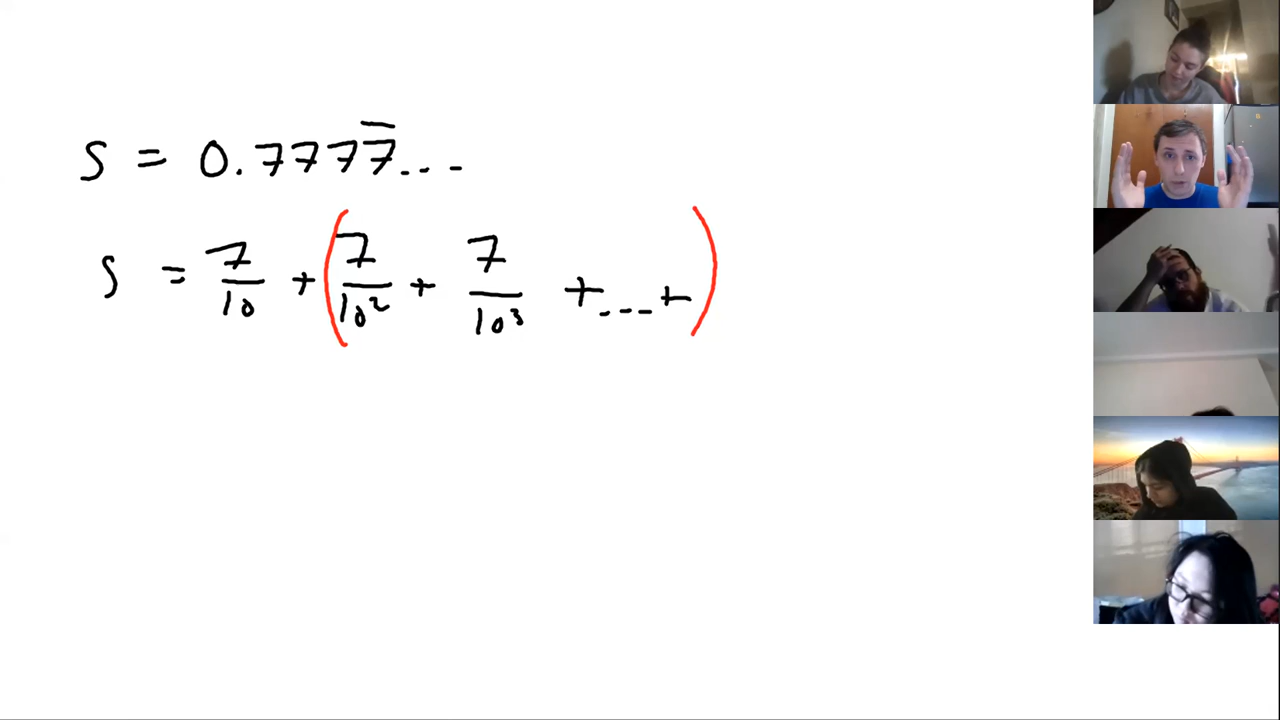 S = 0.7777̅...
S = 7/10 + (7/10² + 7/10³ + ... + )